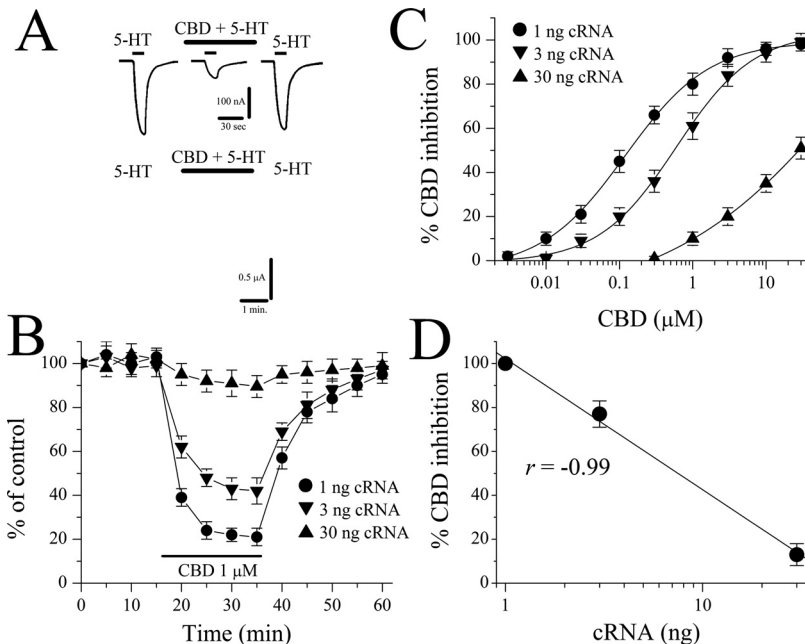 A
5-HT CBD + 5-HT 5-HT
100 nA
30 sec
5-HT CBD + 5-HT 5-HT
0.5 μA
1 min.
B
% of control
120
100
80
60
40
20
0
1 ng cRNA
3 ng cRNA
30 ng cRNA
CBD 1 μM
0 10 20 30 40 50 60
Time (min)
C
% CBD inhibition
100
80
60
40
20
0
1 ng cRNA
3 ng cRNA
30 ng cRNA
0.01 0.1 1 10
CBD (μM)
D
% CBD inhibition
100
80
60
40
20
0
r = -0.99
1 10
cRNA (ng)